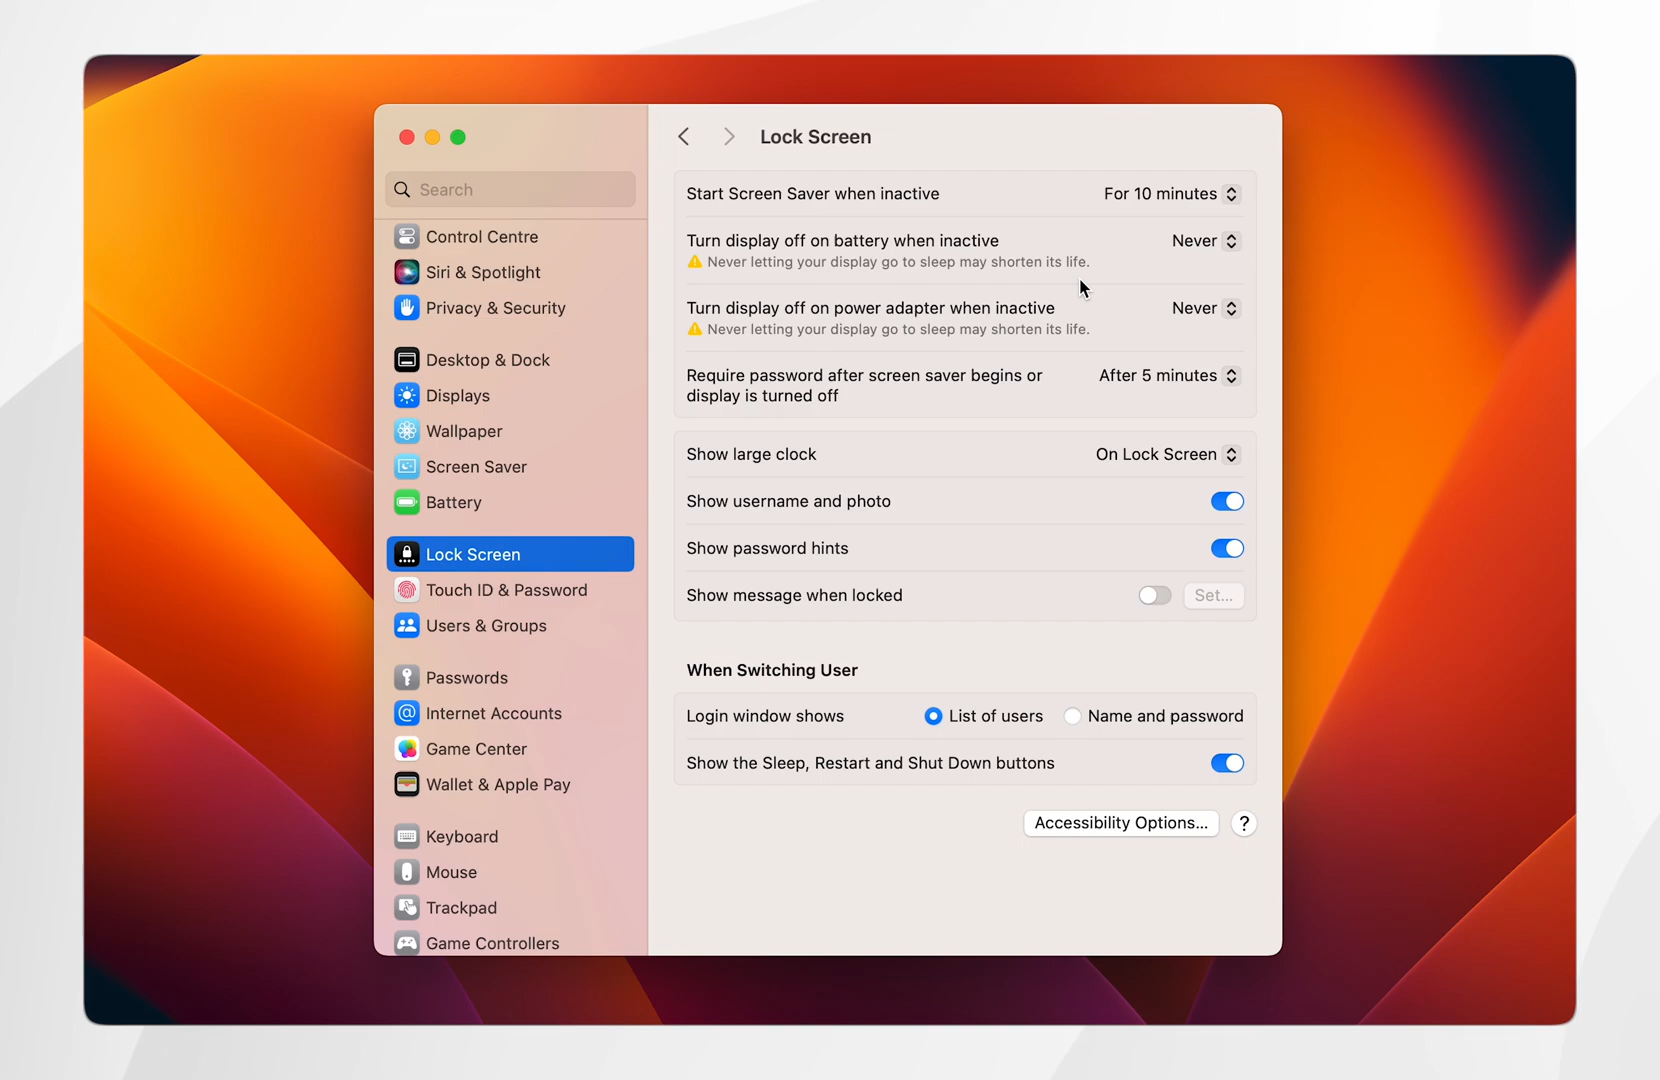 Lock Screen
Search
Control Centre
Siri & Spotlight
Privacy & Security
Desktop & Dock
Displays
Wallpaper
Screen Saver
Battery
Lock Screen
Touch ID & Password
Users & Groups
Passwords
Internet Accounts
Game Center
Wallet & Apple Pay
Keyboard
Mouse
Trackpad
Game Controllers
Start Screen Saver when inactive For 10 minutes
Turn display off on battery when inactive Never
Never letting your display go to sleep may shorten its life.
Turn display off on power adapter when inactive Never
Never letting your display go to sleep may shorten its life.
Require password after screen saver begins or After 5 minutes
display is turned off
Show large clock On Lock Screen
Show username and photo
Show password hints
Show message when locked Set...
When Switching User
Login window shows List of users Name and password
Show the Sleep, Restart and Shut Down buttons
Accessibility Options... ?